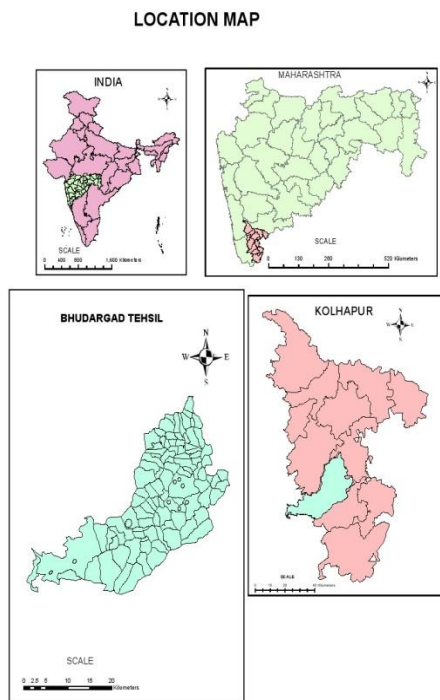 LOCATION MAP
INDIA
SCALE
0 400 800 1,600 Kilometers
MAHARASHTRA
SCALE
0 130 260 520
Kilometers
BHUDARGAD TEHSIL
N
W E
S
SCALE
0 2.5 5 10 15 20
Kilometers
KOLHAPUR
SCALE
Kilometers